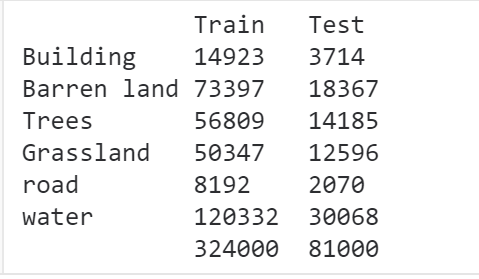 Train Test
Building 14923 3714
Barren land 73397 18367
Trees 56809 14185
Grassland 50347 12596
road 8192 2070
water 120332 30068
324000 81000